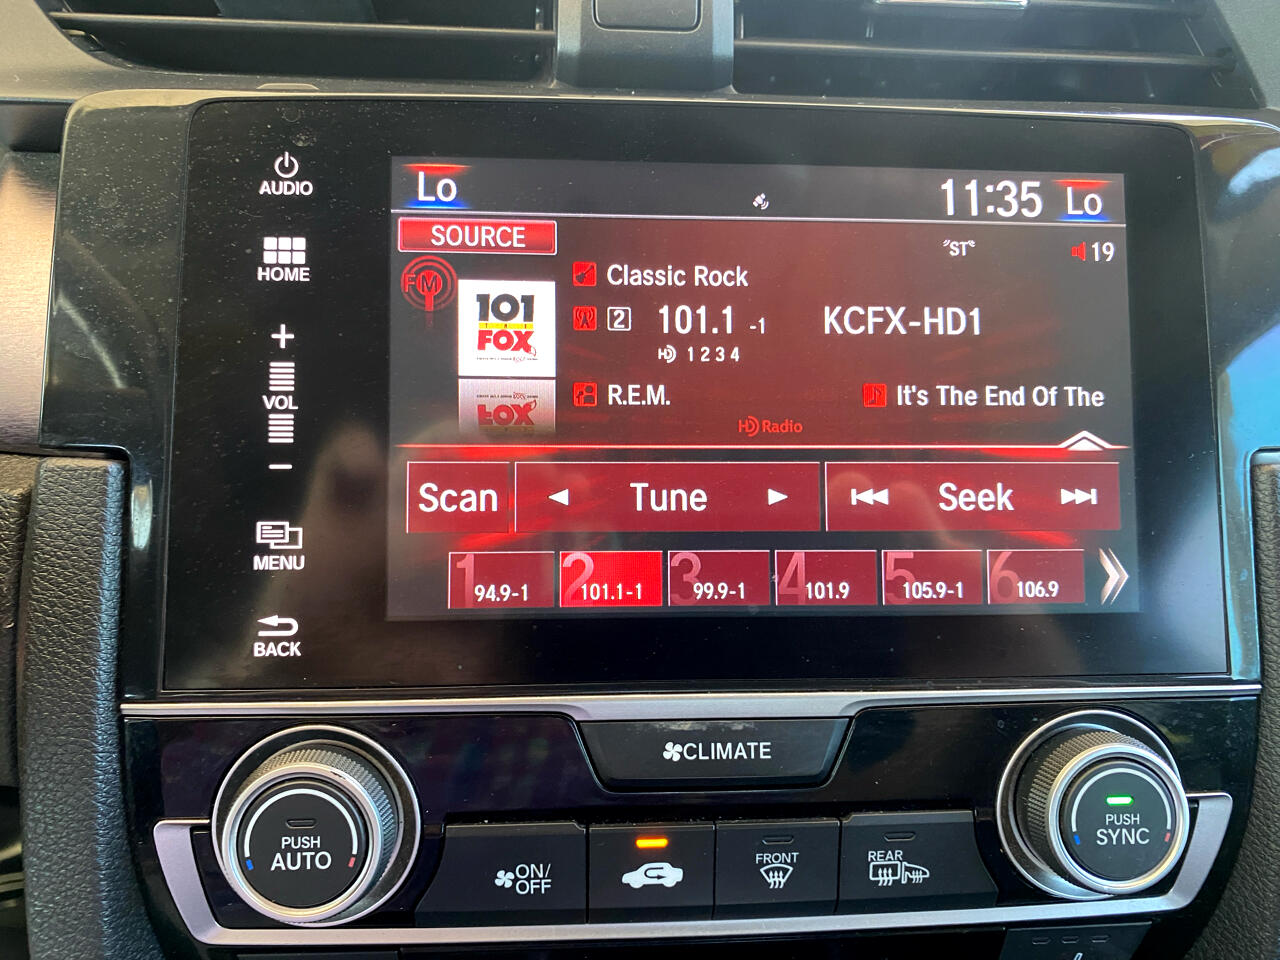 AUDIO
HOME
+
VOL
−
MENU
BACK
Lo
11:35 Lo
SOURCE
"ST"
19
FM
101
THE
FOX
Classic Rock
2 101.1 -1 KCFX-HD1
HD 1 2 3 4
R.E.M. It's The End Of The
HD Radio
Scan Tune Seek
1 94.9-1
2 101.1-1
3 99.9-1
4 101.9
5 105.9-1
6 106.9
CLIMATE
PUSH
AUTO
ON/
OFF
FRONT
REAR
PUSH
SYNC